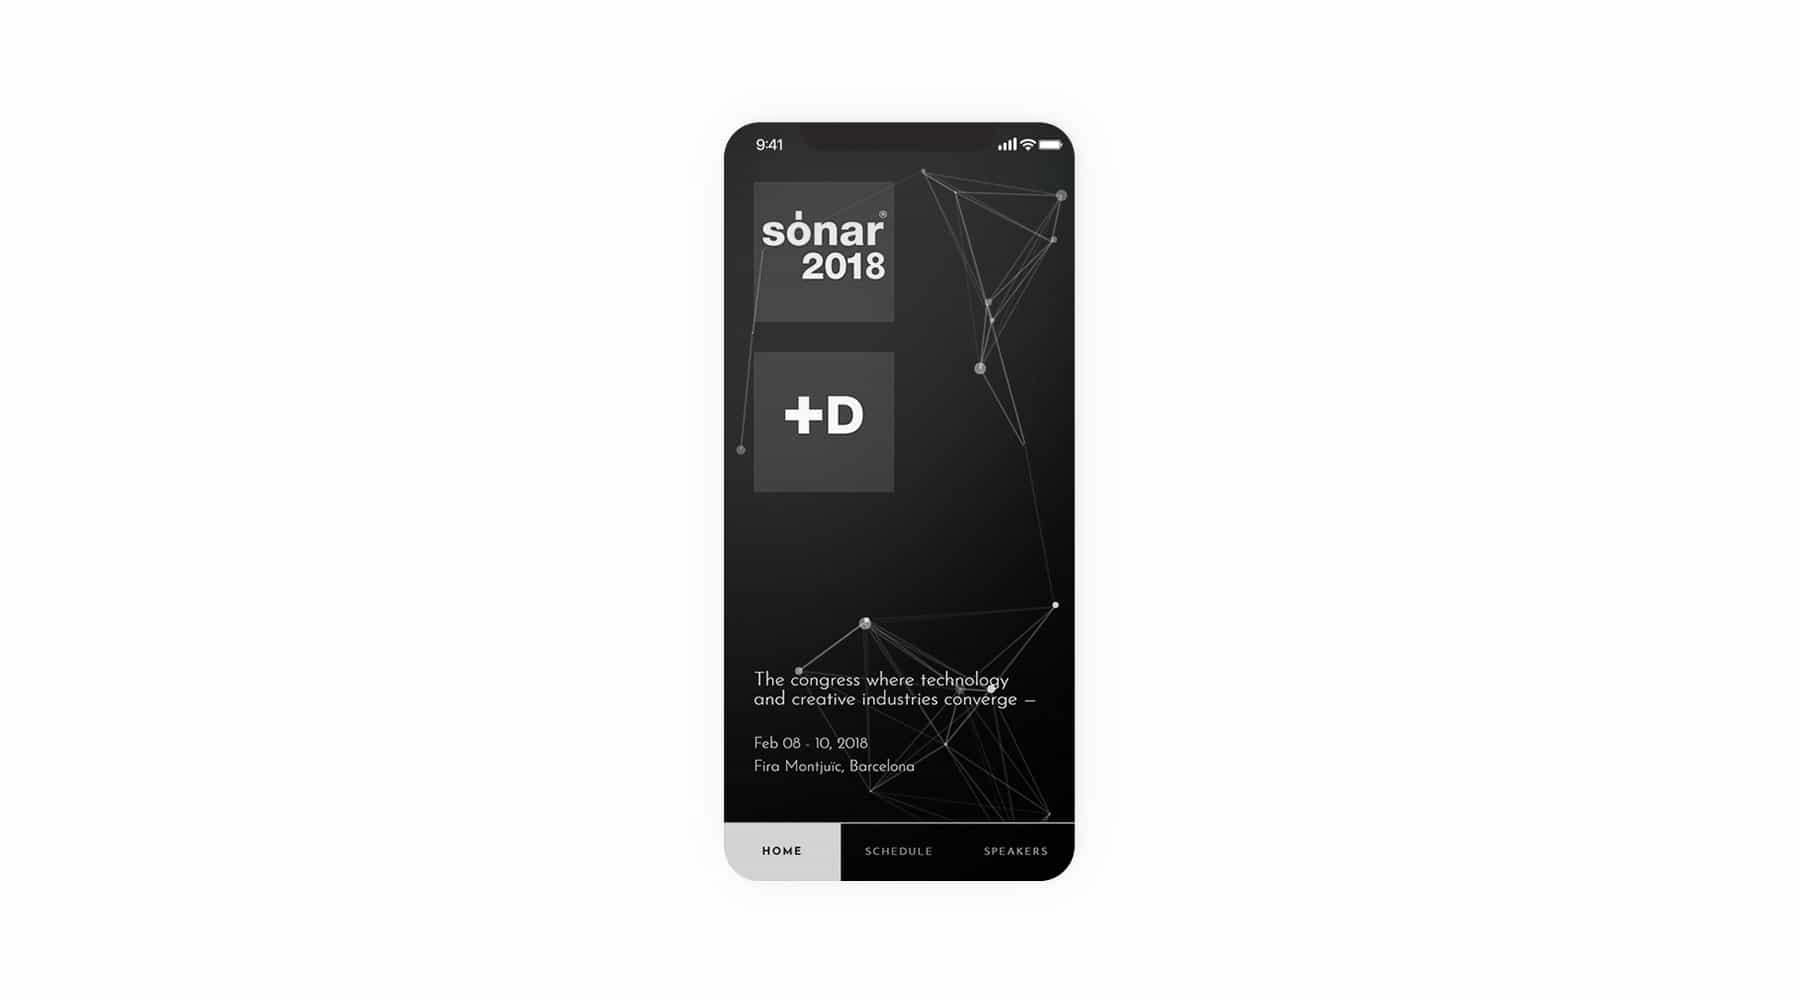 9:41
sónar®
2018
+D
The congress where technology
and creative industries converge –
Feb 08 - 10, 2018
Fira Montjuïc, Barcelona
HOME
SCHEDULE
SPEAKERS